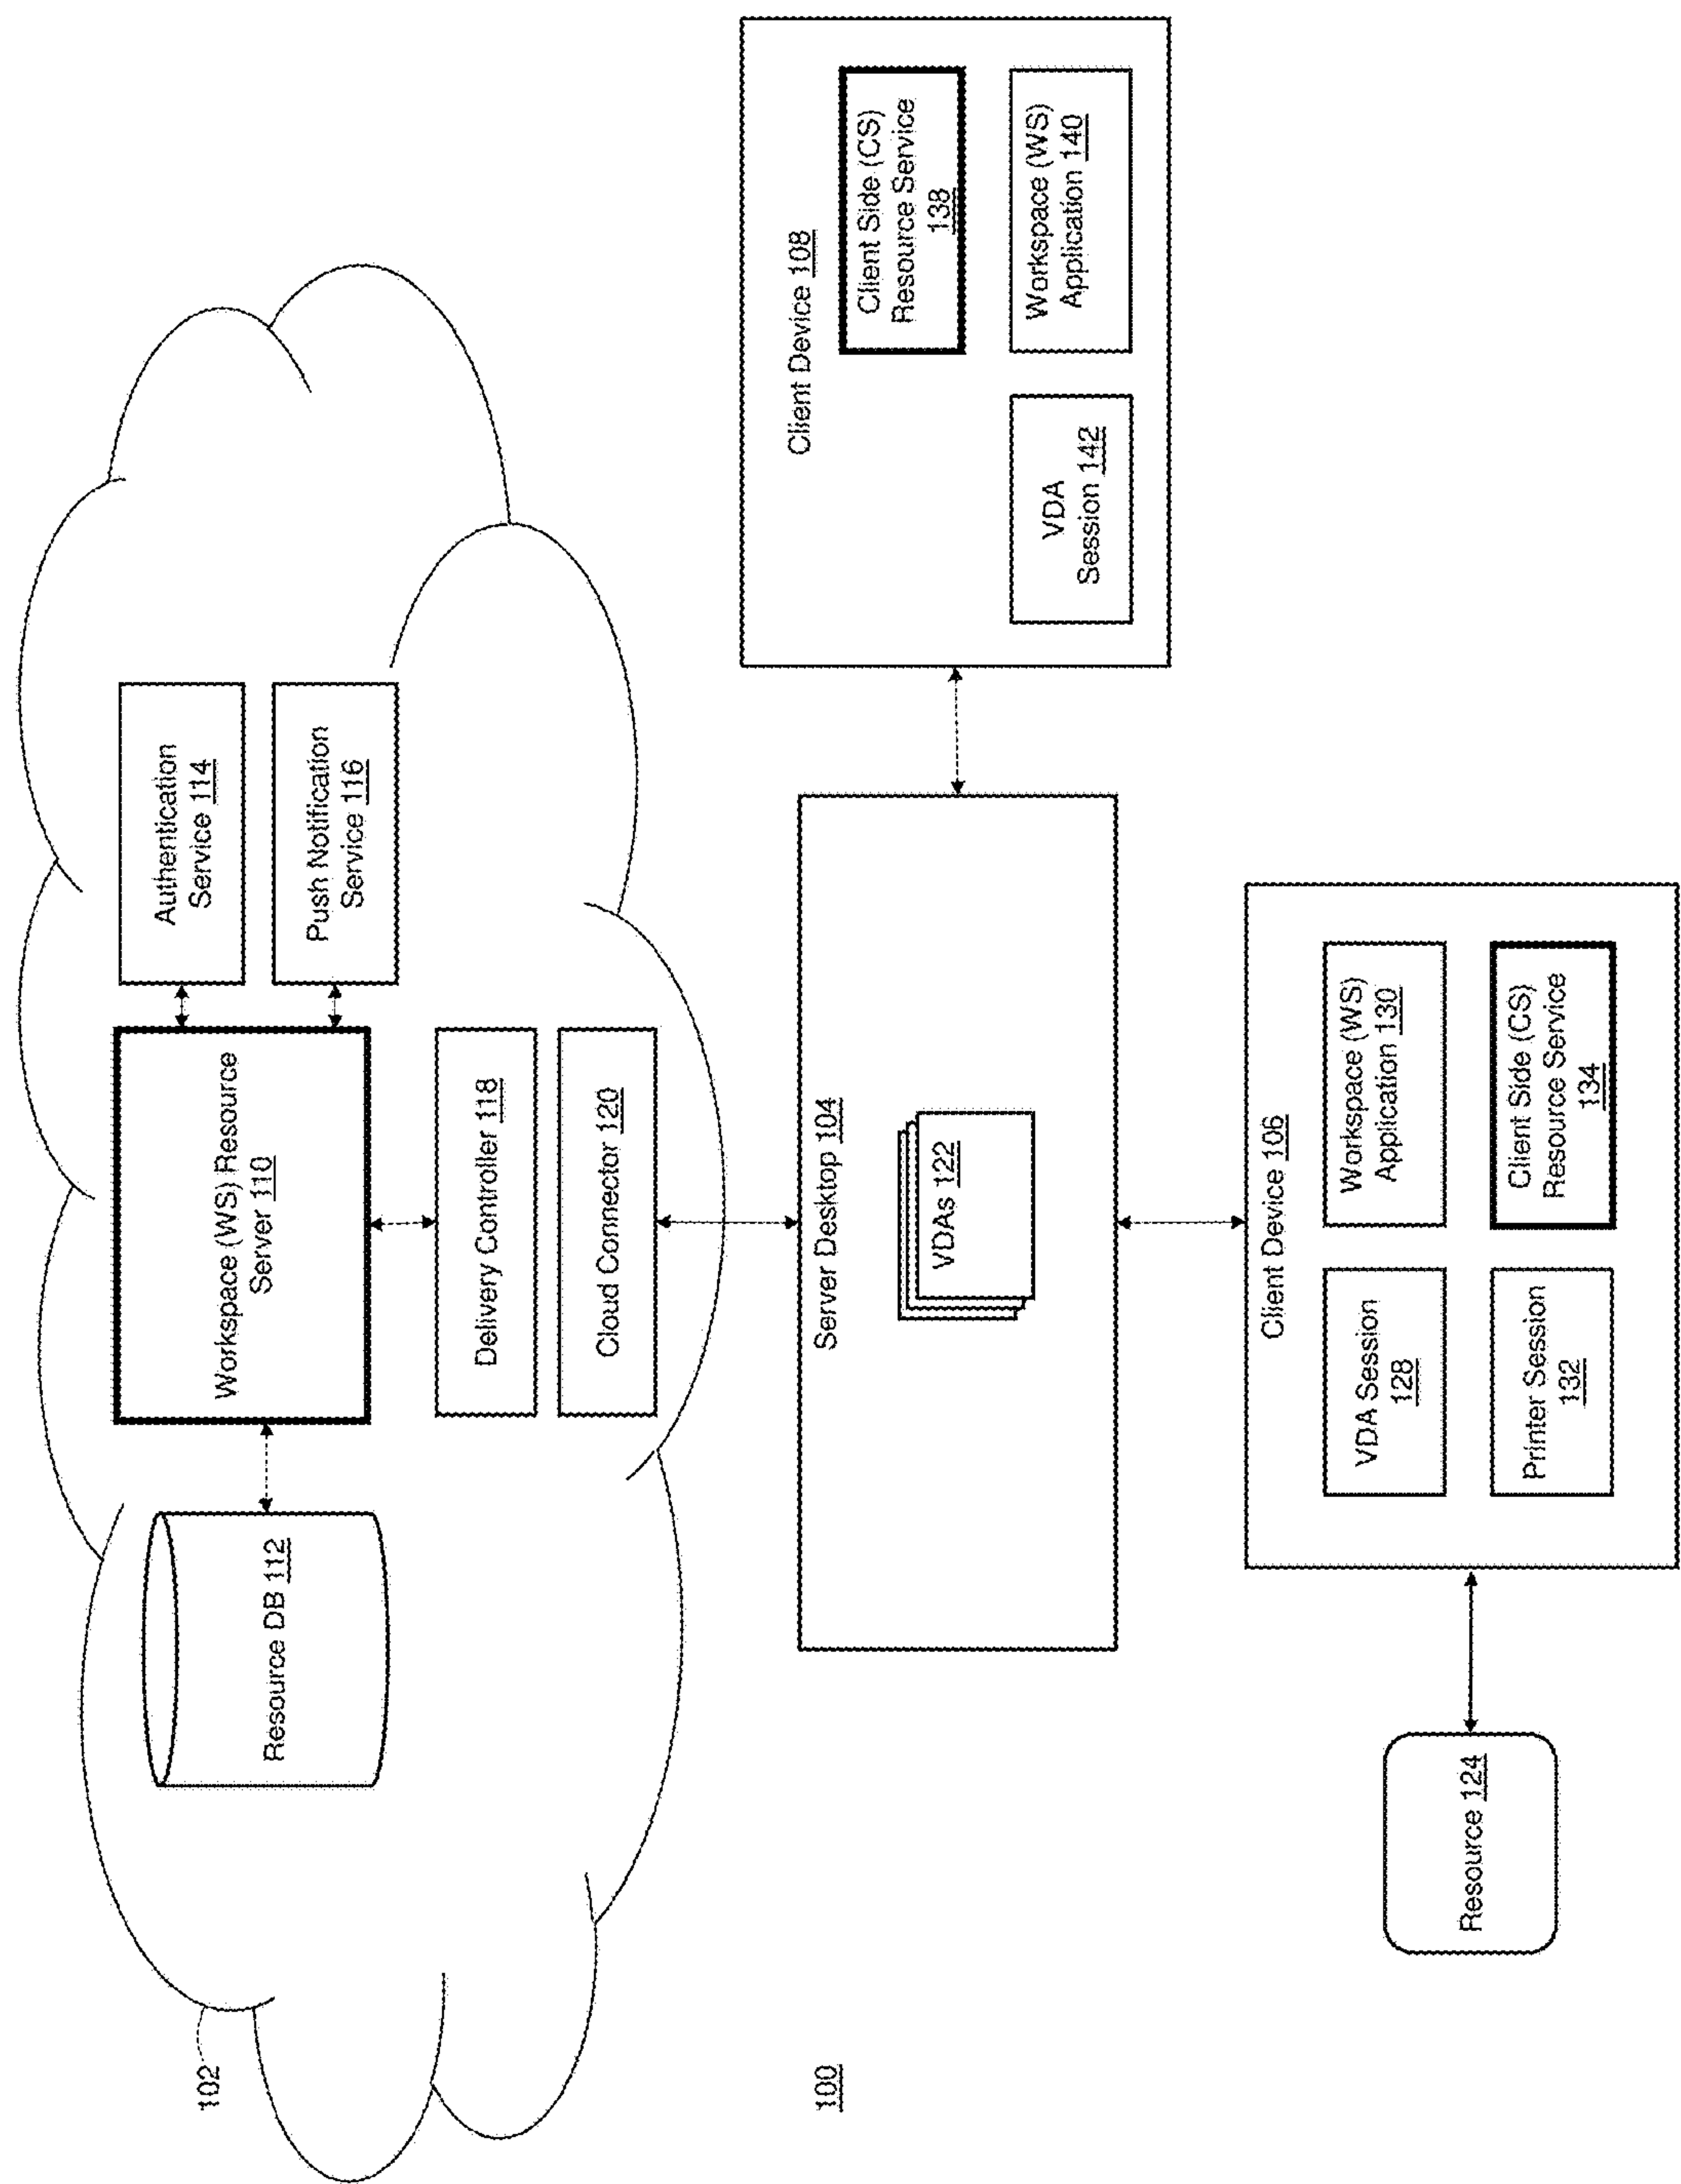 102
Resource DB 112
Workspace (WS) Resource
Server 110
Authentication
Service 114
Push Notification
Service 116
Delivery Controller 118
Cloud Connector 120
100
Server Desktop 104
VDAs 122
Client Device 108
Client Side (CS)
Resource Service
138
VDA
Session 142
Workspace (WS)
Application 140
Resource 124
Client Device 106
VDA Session
128
Workspace (WS)
Application 130
Printer Session
132
Client Side (CS)
Resource Service
134